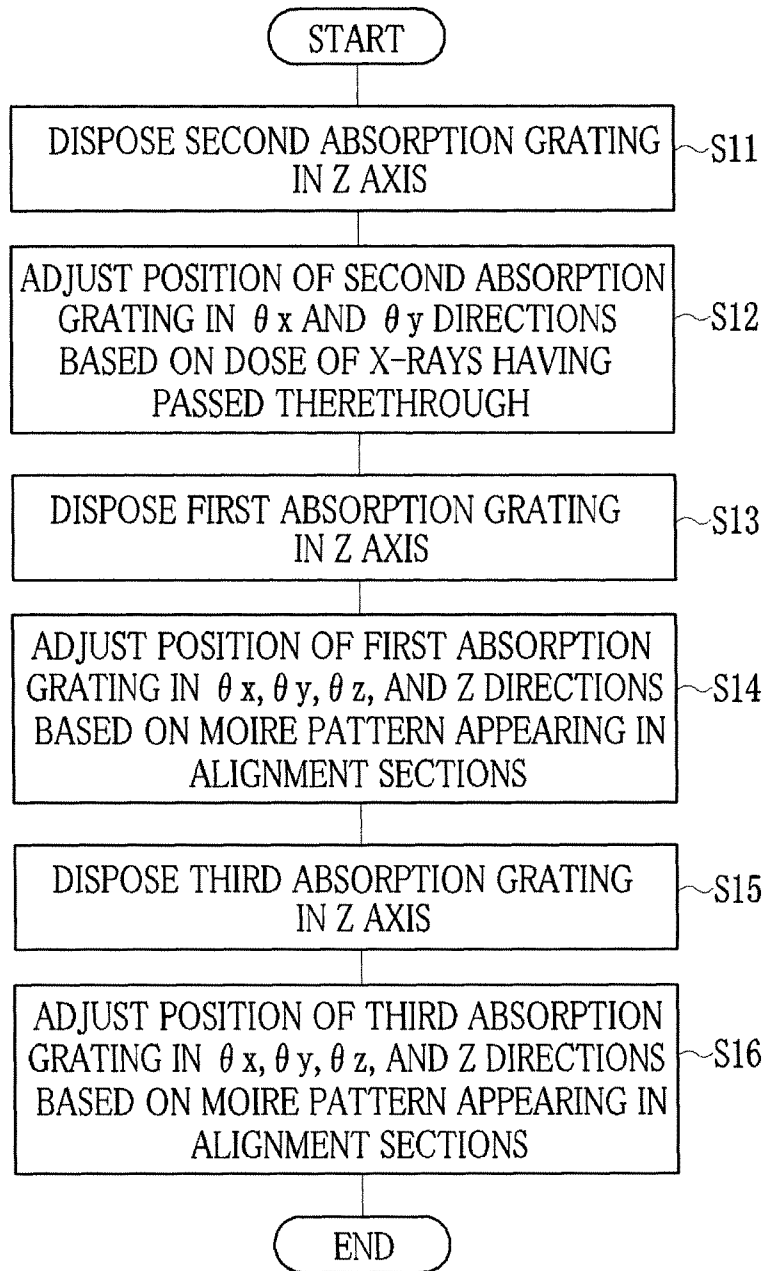 START
DISPOSE SECOND ABSORPTION GRATING
IN Z AXIS
S11
ADJUST POSITION OF SECOND ABSORPTION
GRATING IN θx AND θy DIRECTIONS
BASED ON DOSE OF X-RAYS HAVING
PASSED THERETHROUGH
S12
DISPOSE FIRST ABSORPTION GRATING
IN Z AXIS
S13
ADJUST POSITION OF FIRST ABSORPTION
GRATING IN θx, θy, θz, AND Z DIRECTIONS
BASED ON MOIRE PATTERN APPEARING IN
ALIGNMENT SECTIONS
S14
DISPOSE THIRD ABSORPTION GRATING
IN Z AXIS
S15
ADJUST POSITION OF THIRD ABSORPTION
GRATING IN θx, θy, θz, AND Z DIRECTIONS
BASED ON MOIRE PATTERN APPEARING IN
ALIGNMENT SECTIONS
S16
END